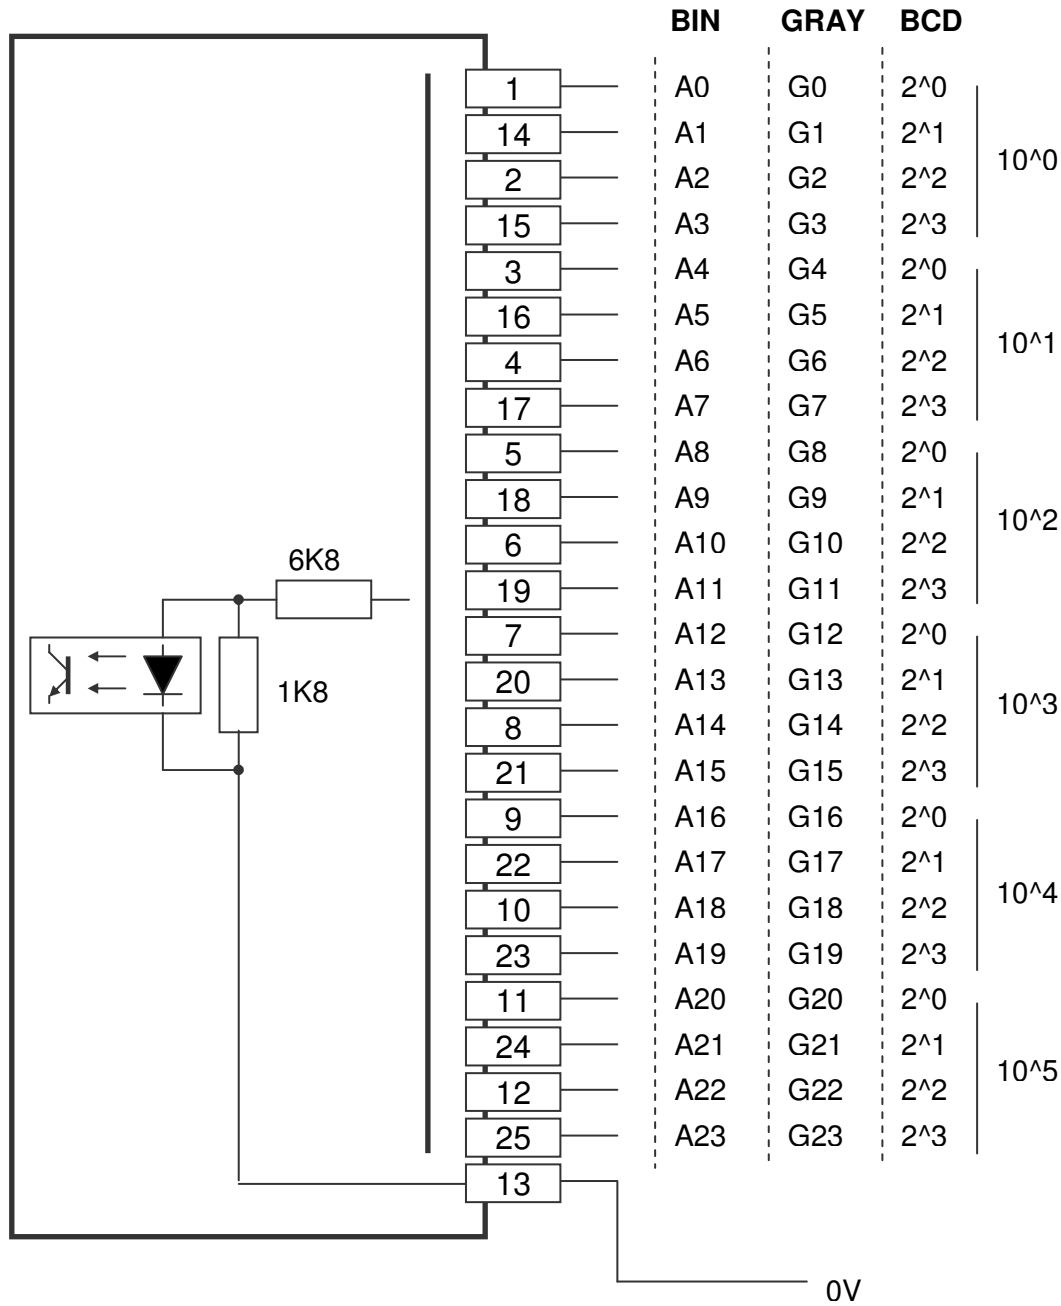 BIN GRAY BCD
1 A0 G0 2^0
14 A1 G1 2^1
10^0
2 A2 G2 2^2
15 A3 G3 2^3
3 A4 G4 2^0
16 A5 G5 2^1
10^1
4 A6 G6 2^2
17 A7 G7 2^3
5 A8 G8 2^0
18 A9 G9 2^1
10^2
6 A10 G10 2^2
6K8
19 A11 G11 2^3
7 A12 G12 2^0
20 A13 G13 2^1
1K8
10^3
8 A14 G14 2^2
21 A15 G15 2^3
9 A16 G16 2^0
22 A17 G17 2^1
10^4
10 A18 G18 2^2
23 A19 G19 2^3
11 A20 G20 2^0
24 A21 G21 2^1
10^5
12 A22 G22 2^2
25 A23 G23 2^3
13
0V